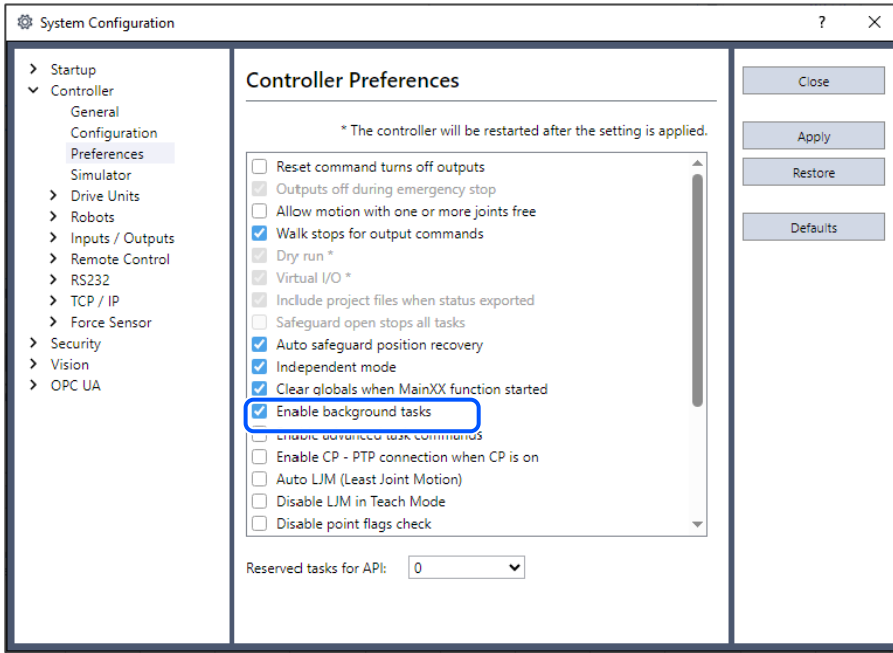 System Configuration
?
Startup
Controller
General
Configuration
Preferences
Simulator
Drive Units
Robots
Inputs / Outputs
Remote Control
RS232
TCP / IP
Force Sensor
Security
Vision
OPC UA
Controller Preferences
* The controller will be restarted after the setting is applied.
Reset command turns off outputs
Outputs off during emergency stop
Allow motion with one or more joints free
Walk stops for output commands
Dry run *
Virtual I/O *
Include project files when status exported
Safeguard open stops all tasks
Auto safeguard position recovery
Independent mode
Clear globals when MainXX function started
Enable background tasks
Enable advanced task commands
Enable CP - PTP connection when CP is on
Auto LJM (Least Joint Motion)
Disable LJM in Teach Mode
Disable point flags check
Reserved tasks for API: 0
Close
Apply
Restore
Defaults